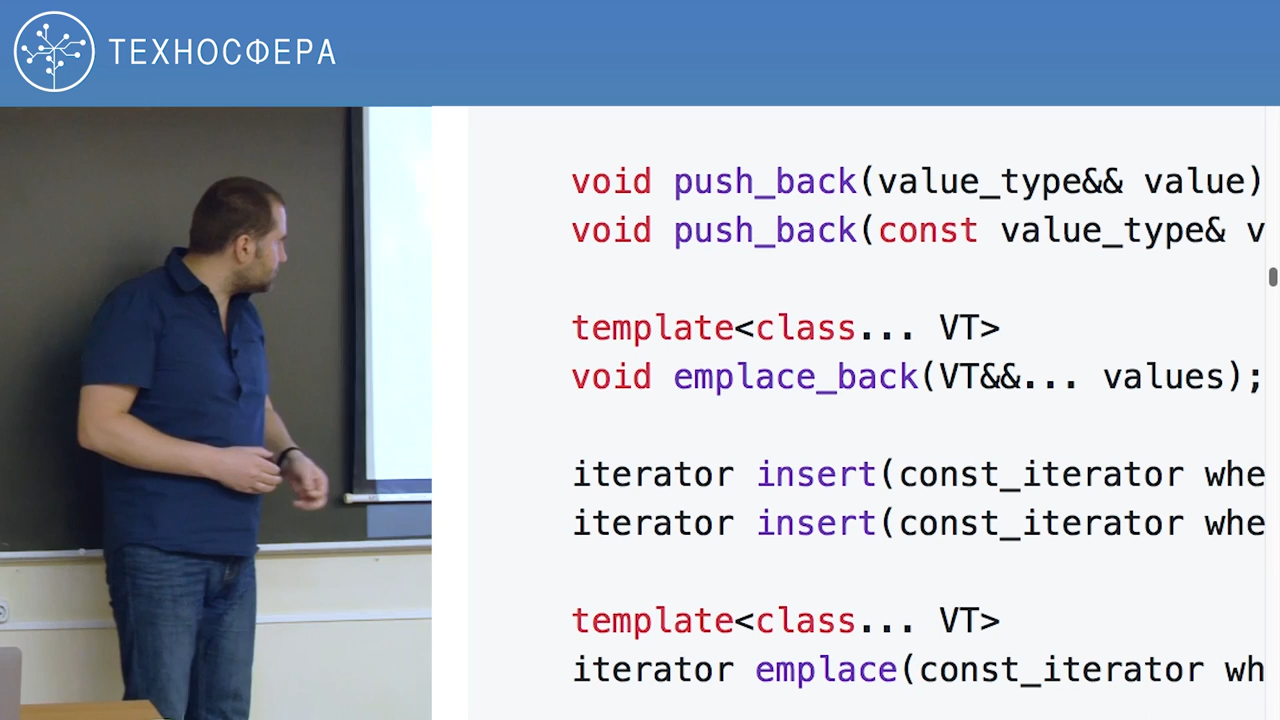 ТЕХНОСФЕРА
void push_back(value_type&& value)
void push_back(const value_type& v
template<class... VT>
void emplace_back(VT&&... values);
iterator insert(const_iterator whe
iterator insert(const_iterator whe
template<class... VT>
iterator emplace(const_iterator wh